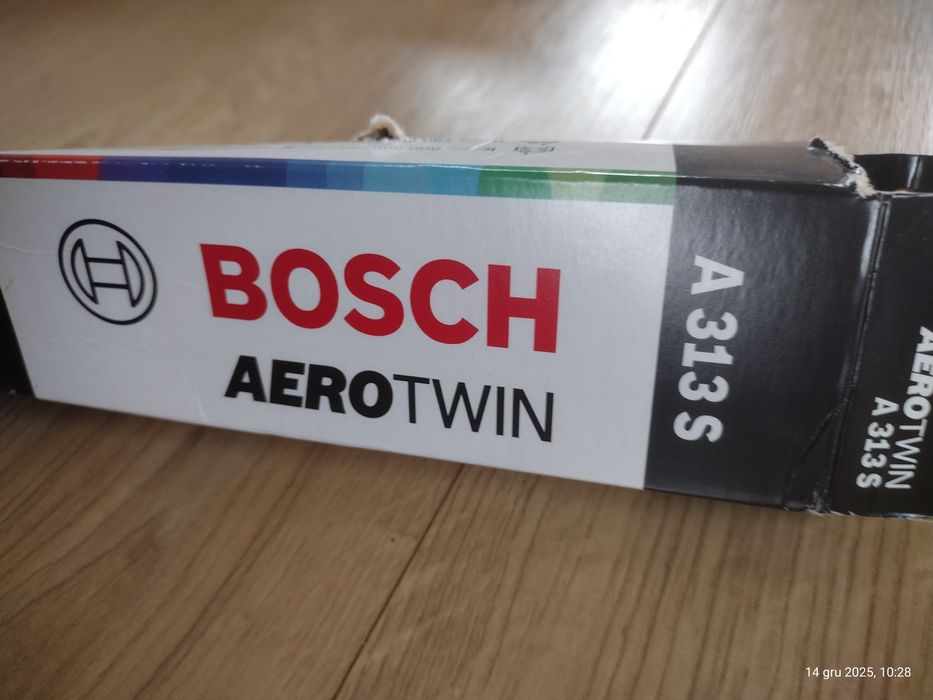 BOSCH
AEROTWIN
A 313 S
AEROTWIN
A 313 S
14 gru 2025, 10:28